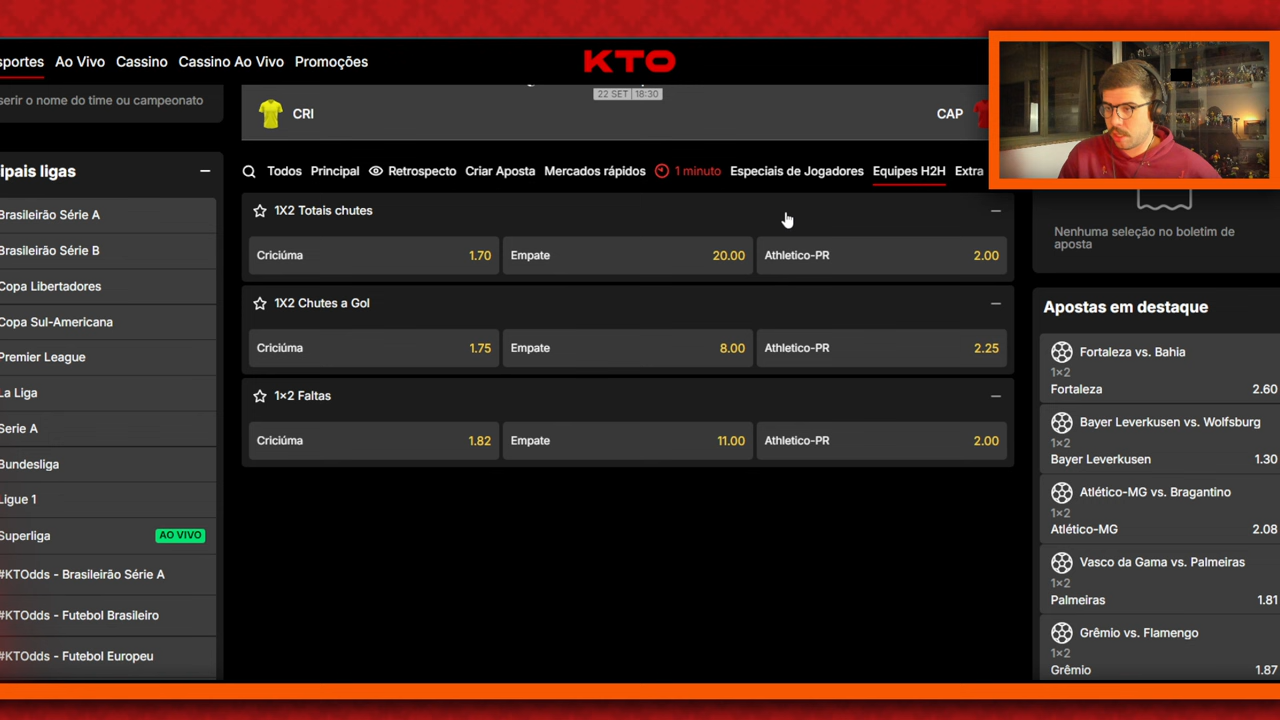 sportes Ao Vivo Cassino Cassino Ao Vivo Promoções
KTO
serir o nome do time ou campeonato
22 SET | 18:30
CRI
CAP
ipais ligas
Todos Principal Retrospecto Criar Aposta Mercados rápidos 1 minuto Especiais de Jogadores Equipes H2H Extra
Brasileirão Série A
Brasileirão Série B
Copa Libertadores
Copa Sul-Americana
Premier League
La Liga
Serie A
Bundesliga
Ligue 1
Superliga AO VIVO
#KTOdds - Brasileirão Série A
#KTOdds - Futebol Brasileiro
#KTOdds - Futebol Europeu
1X2 Totais chutes
Criciúma 1.70 Empate 20.00 Athletico-PR 2.00
1X2 Chutes a Gol
Criciúma 1.75 Empate 8.00 Athletico-PR 2.25
1×2 Faltas
Criciúma 1.82 Empate 11.00 Athletico-PR 2.00
Nenhuma seleção no boletim de
aposta
Apostas em destaque
Fortaleza vs. Bahia
1×2
Fortaleza 2.60
Bayer Leverkusen vs. Wolfsburg
1×2
Bayer Leverkusen 1.30
Atlético-MG vs. Bragantino
1×2
Atlético-MG 2.08
Vasco da Gama vs. Palmeiras
1×2
Palmeiras 1.81
Grêmio vs. Flamengo
1×2
Grêmio 1.87